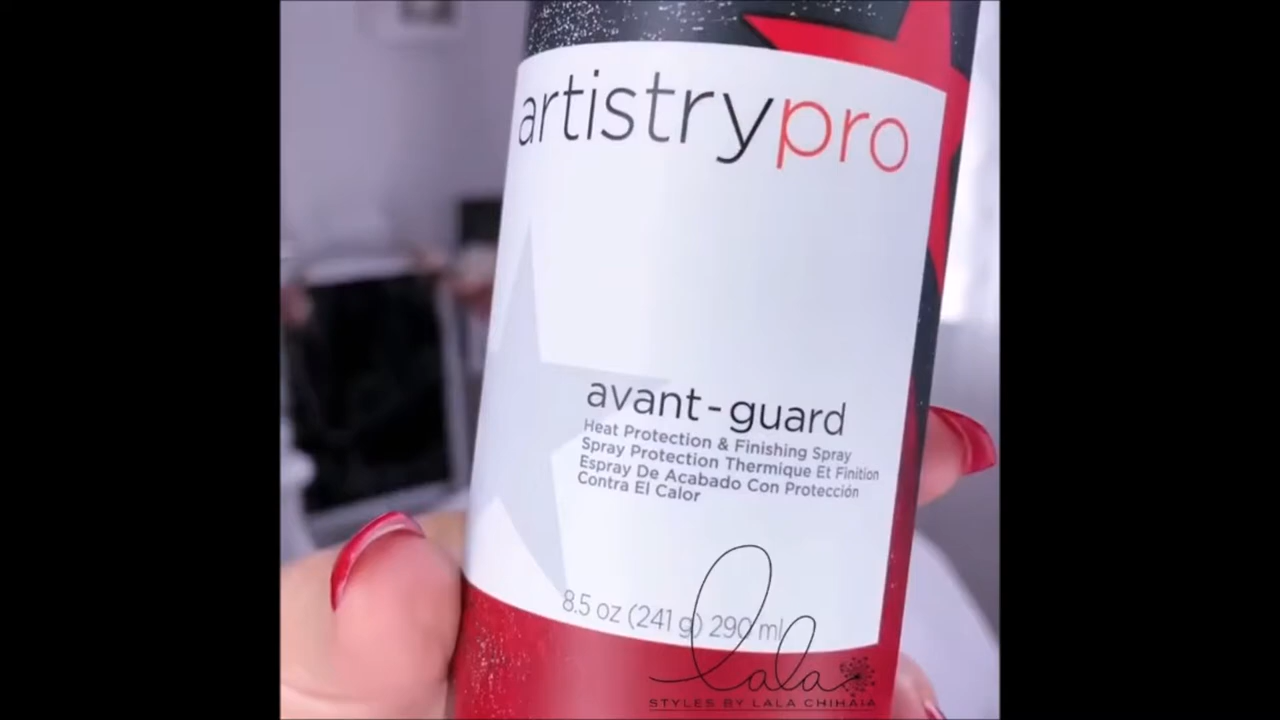 artistrypro
avant-guard
Heat Protection & Finishing Spray
Spray Protection Thermique Et Finition
Espray De Acabado Con Protección
Contra El Calor
8.5 oz (241 g) 290 ml
lala
STYLES BY LALA CHIHAIA